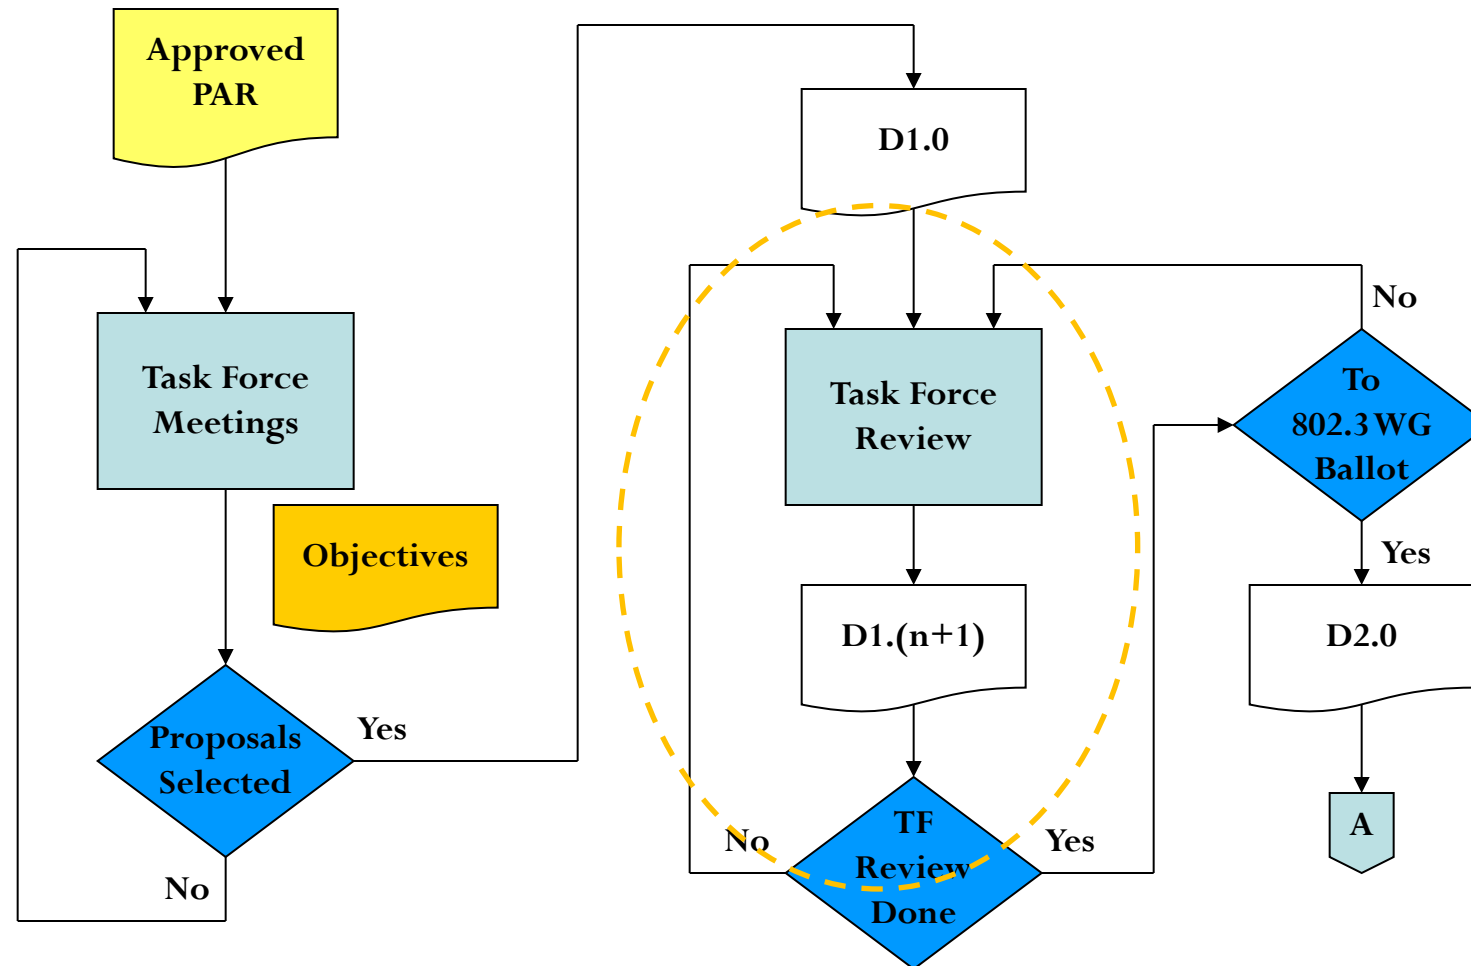 Approved
PAR
Task Force
Meetings
Objectives
Proposals
Selected
Yes
No
D1.0
Task Force
Review
D1.(n+1)
TF
Review
Done
No
Yes
To
802.3 WG
Ballot
No
Yes
D2.0
A